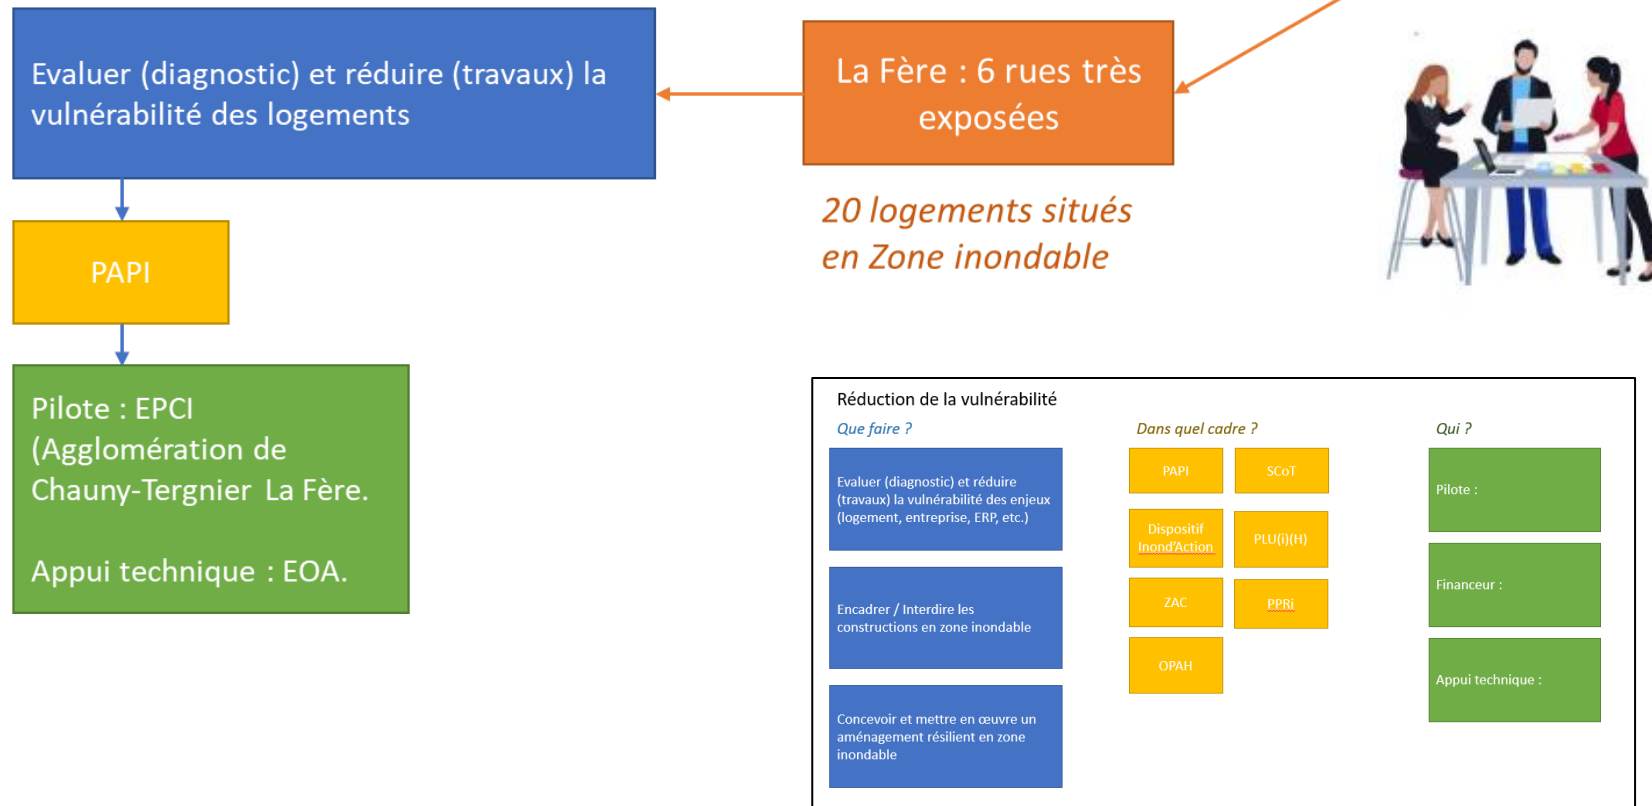 Evaluer (diagnostic) et réduire (travaux) la
vulnérabilité des logements
La Fère : 6 rues très
exposées
20 logements situés
en Zone inondable
PAPI
Pilote : EPCI
(Agglomération de
Chauny-Tergnier La Fère.
Appui technique : EOA.
Réduction de la vulnérabilité
Que faire ?
Evaluer (diagnostic) et réduire
(travaux) la vulnérabilité des enjeux
(logement, entreprise, ERP, etc.)
Encadrer / Interdire les
constructions en zone inondable
Concevoir et mettre en œuvre un
aménagement résilient en zone
inondable
Dans quel cadre ?
PAPI
SCoT
Dispositif
Inond'Action
PLU(i)(H)
ZAC
PPRi
OPAH
Qui ?
Pilote :
Financeur :
Appui technique :